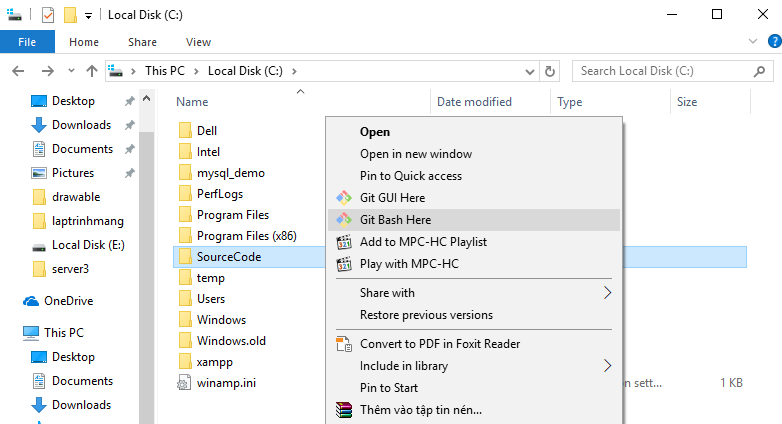 Local Disk (C:)
File Home Share View
This PC Local Disk (C:) Search Local Disk (C:)
Name Date modified Type Size
Desktop
Downloads
Documents
Pictures
drawable
laptrinhmang
Local Disk (E:)
server3
OneDrive
This PC
Desktop
Documents
Downloads
Dell
Intel
mysql_demo
PerfLogs
Program Files
Program Files (x86)
SourceCode
temp
Users
Windows
Windows.old
xampp
winamp.ini
n sett... 1 KB
Open
Open in new window
Pin to Quick access
Git GUI Here
Git Bash Here
Add to MPC-HC Playlist
Play with MPC-HC
Share with
Restore previous versions
Convert to PDF in Foxit Reader
Include in library
Pin to Start
Thêm vào tập tin nén...